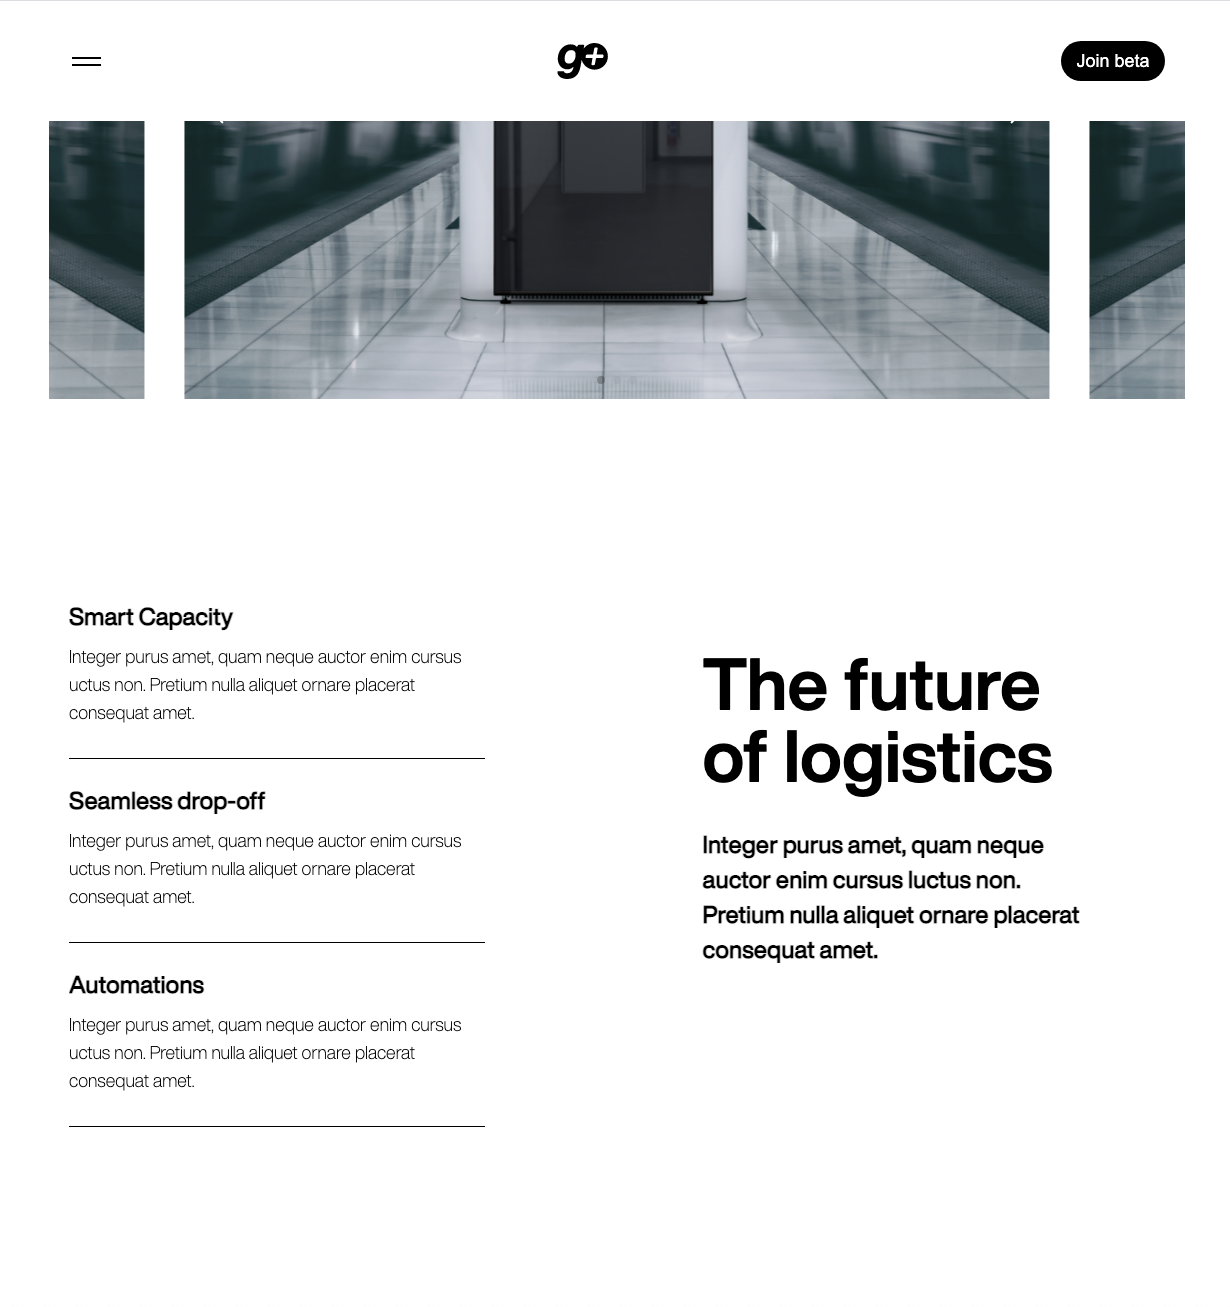 g+
Join beta
Smart Capacity
Integer purus amet, quam neque auctor enim cursus
uctus non. Pretium nulla aliquet ornare placerat
consequat amet.
Seamless drop-off
Integer purus amet, quam neque auctor enim cursus
uctus non. Pretium nulla aliquet ornare placerat
consequat amet.
Automations
Integer purus amet, quam neque auctor enim cursus
uctus non. Pretium nulla aliquet ornare placerat
consequat amet.
The future
of logistics
Integer purus amet, quam neque
auctor enim cursus luctus non.
Pretium nulla aliquet ornare placerat
consequat amet.